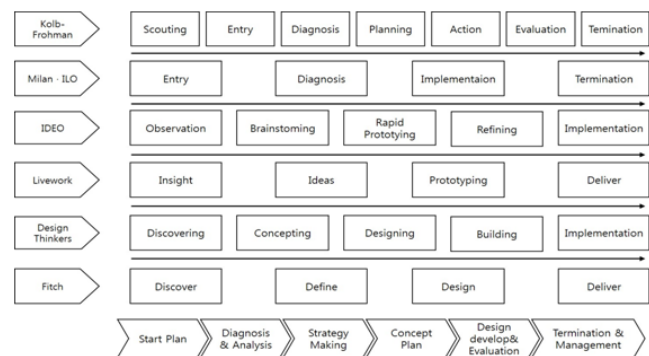 Kolb-
Frohman
Scouting
Entry
Diagnosis
Planning
Action
Evaluation
Temination
Milan · ILO
Entry
Diagnosis
Implementaion
Termination
IDEO
Observation
Brainstoming
Rapid
Prototying
Refining
Implementation
Livework
Insight
Ideas
Prototyping
Deliver
Design
Thinkers
Discovering
Concepting
Designing
Building
Implementation
Fitch
Discover
Define
Design
Deliver
Start Plan
Diagnosis
& Analysis
Strategy
Making
Concept
Plan
Design
develop&
Evaluation
Termination &
Management